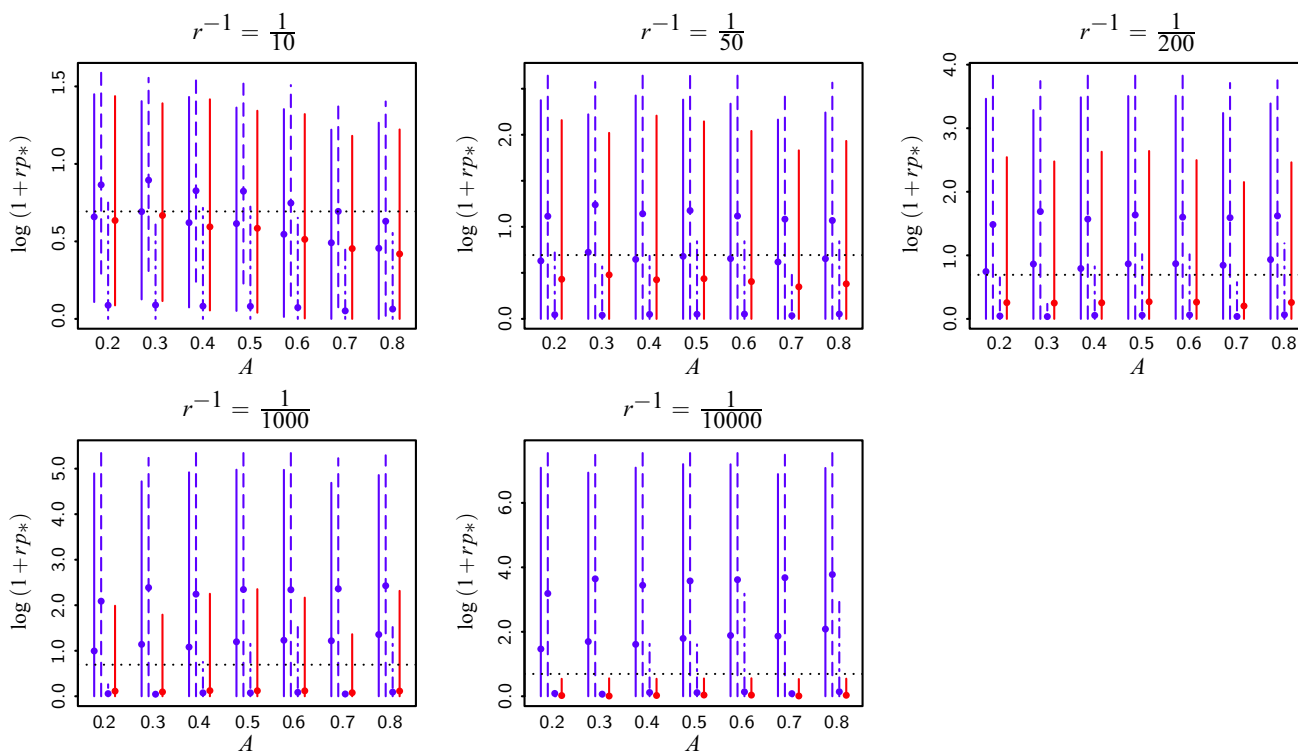 r⁻¹ = 1/10
r⁻¹ = 1/50
r⁻¹ = 1/200
log (1 + rp∗)
0.0 0.5 1.0 1.5
0.2 0.3 0.4 0.5 0.6 0.7 0.8
A
log (1 + rp∗)
0.0 1.0 2.0
0.2 0.3 0.4 0.5 0.6 0.7 0.8
A
log (1 + rp∗)
0.0 1.0 2.0 3.0 4.0
0.2 0.3 0.4 0.5 0.6 0.7 0.8
A
r⁻¹ = 1/1000
r⁻¹ = 1/10000
log (1 + rp∗)
0.0 1.0 2.0 3.0 4.0 5.0
0.2 0.3 0.4 0.5 0.6 0.7 0.8
A
log (1 + rp∗)
0.0 2.0 4.0 6.0
0.2 0.3 0.4 0.5 0.6 0.7 0.8
A